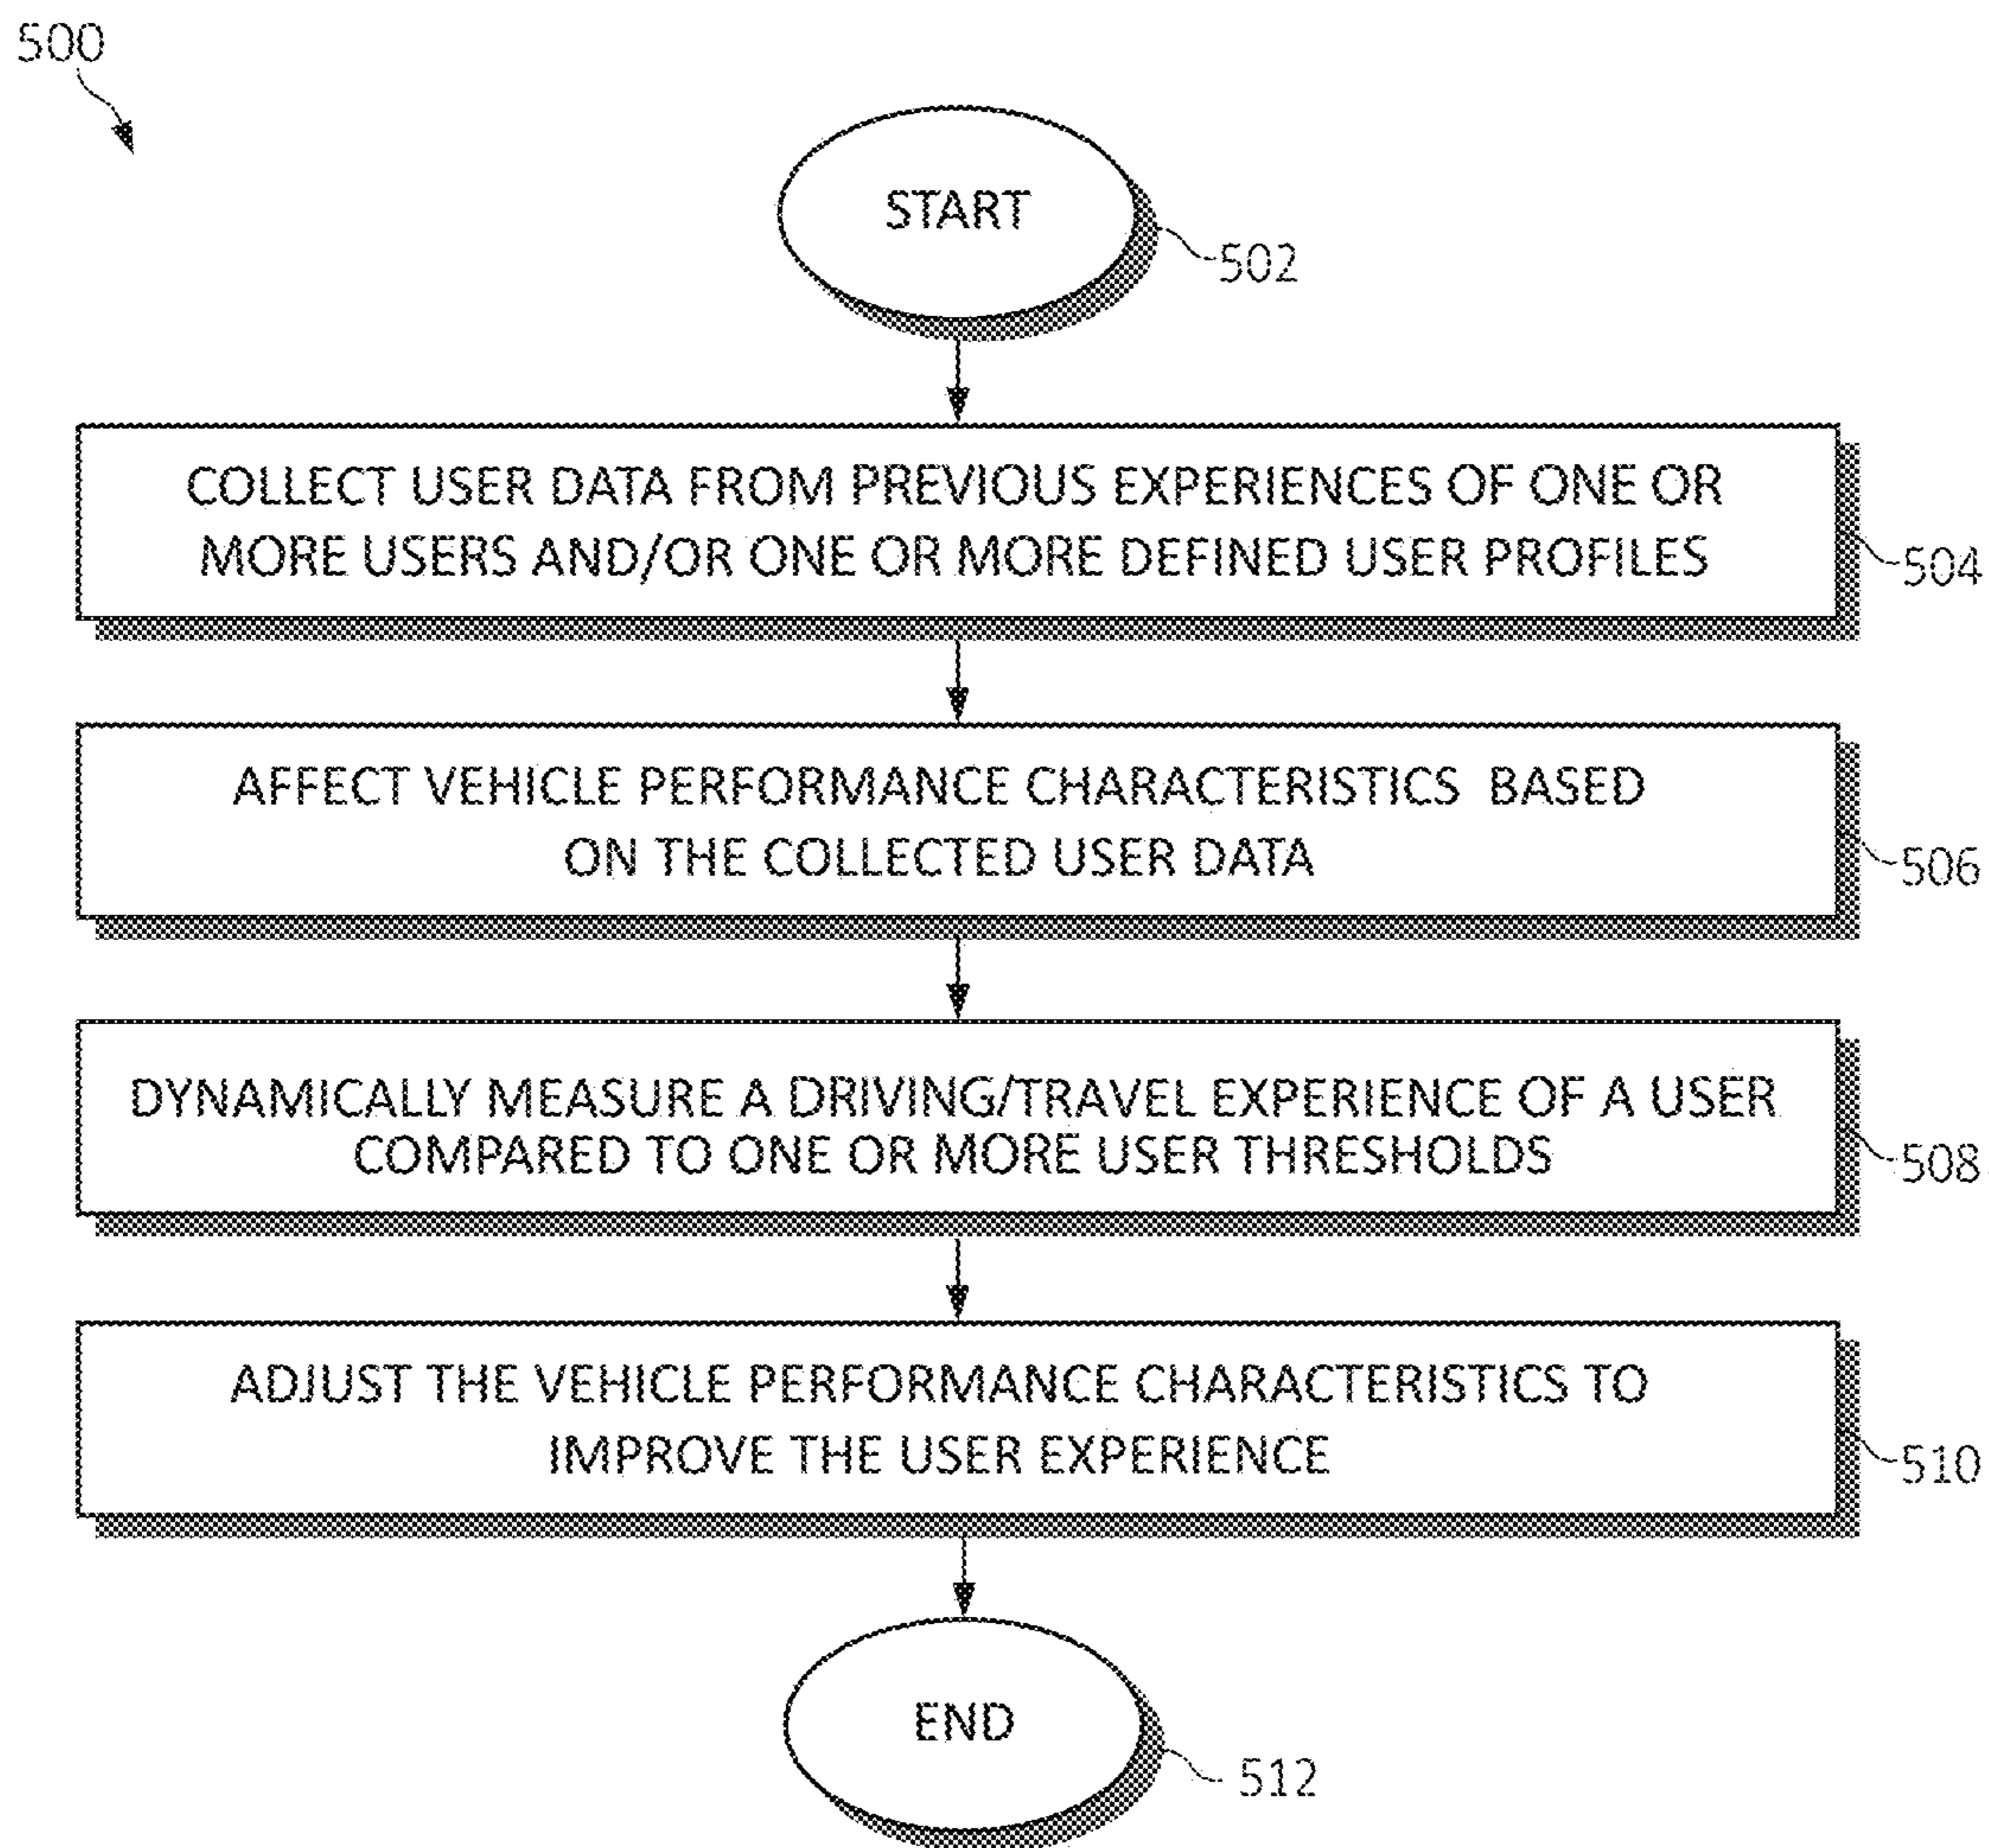 500
START
502
COLLECT USER DATA FROM PREVIOUS EXPERIENCES OF ONE OR
MORE USERS AND/OR ONE OR MORE DEFINED USER PROFILES
504
AFFECT VEHICLE PERFORMANCE CHARACTERISTICS BASED
ON THE COLLECTED USER DATA
506
DYNAMICALLY MEASURE A DRIVING/TRAVEL EXPERIENCE OF A USER
COMPARED TO ONE OR MORE USER THRESHOLDS
508
ADJUST THE VEHICLE PERFORMANCE CHARACTERISTICS TO
IMPROVE THE USER EXPERIENCE
510
END
512